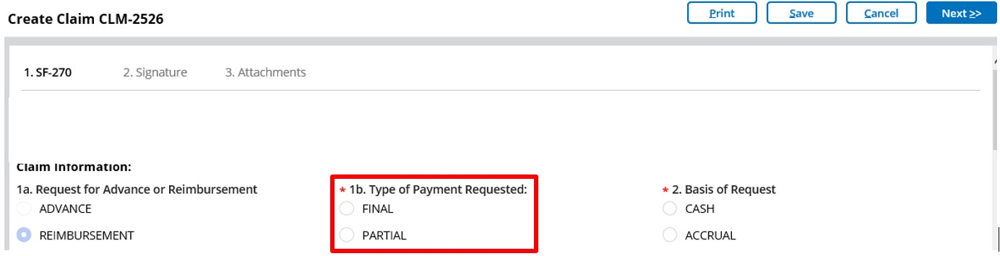 Create Claim CLM-2526
Print Save Cancel Next >>
1. SF-270 2. Signature 3. Attachments
Claim Information:
1a. Request for Advance or Reimbursement
ADVANCE
REIMBURSEMENT
* 1b. Type of Payment Requested:
FINAL
PARTIAL
* 2. Basis of Request
CASH
ACCRUAL